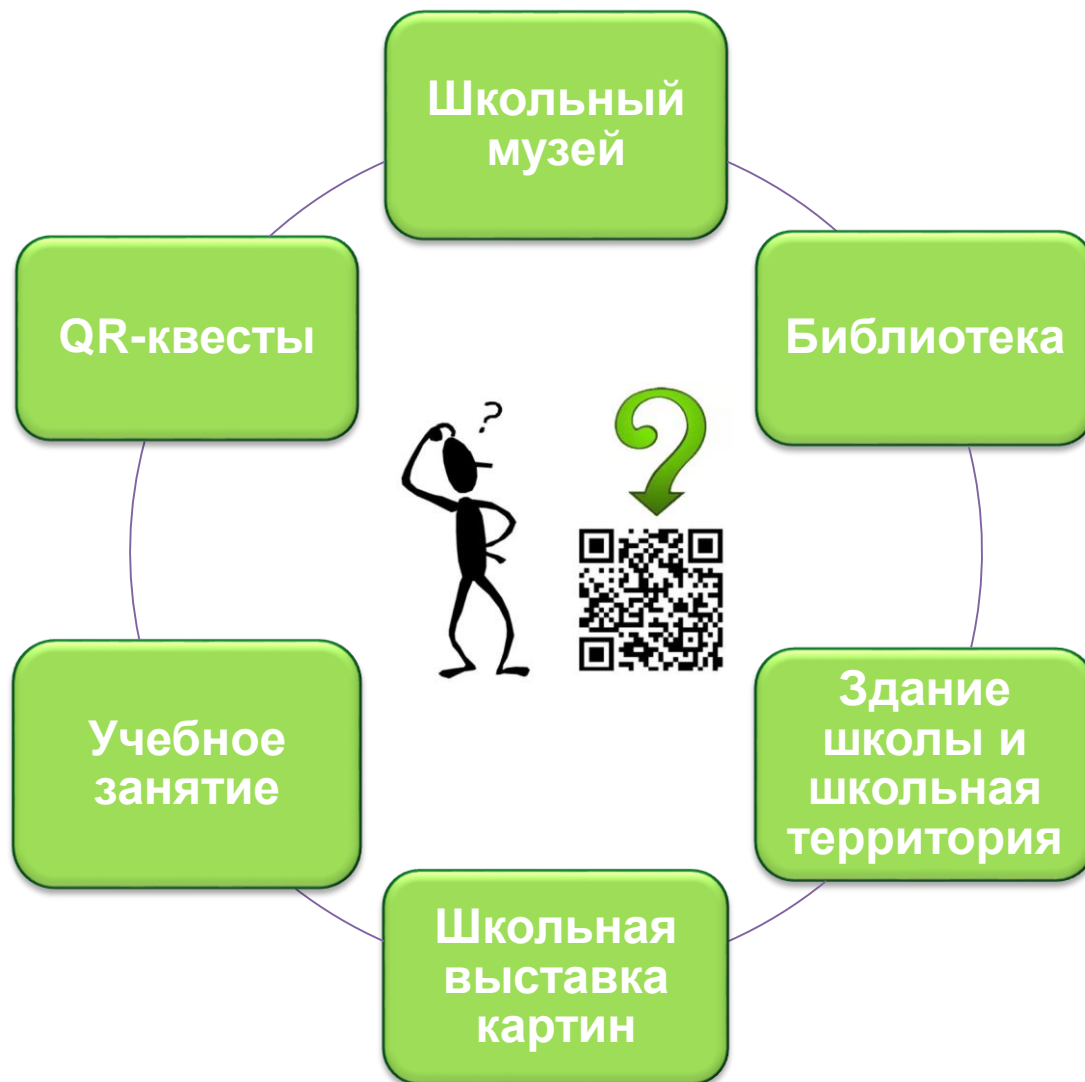 Школьный
музей
QR-квесты
Библиотека
?
Учебное
занятие
Здание
школы и
школьная
территория
Школьная
выставка
картин